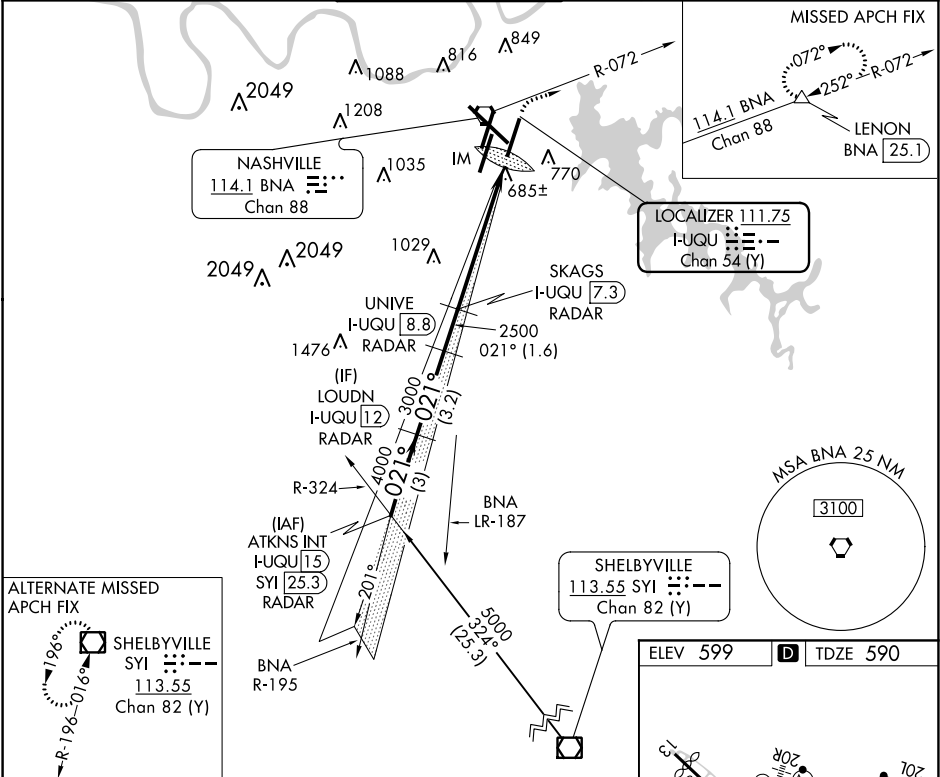 MISSED APCH FIX
072°
252°
R-072
114.1 BNA
Chan 88
LENON
BNA 25.1
849
816
1088
2049
1208
R-072
NASHVILLE
114.1 BNA
Chan 88
1035
IM
770
685±
LOCALIZER 111.75
I-UQU
Chan 54 (Y)
2049
2049
1029
SKAGS
I-UQU 7.3
RADAR
UNIVE
I-UQU 8.8
RADAR
2500
021° (1.6)
1476
(IF)
LOUDN
I-UQU 12
RADAR
3000
021°
(3.2)
4000
021°
(3)
R-324
BNA
LR-187
MSA BNA 25 NM
3100
(IAF)
ATKNS INT
I-UQU 15
SYI 25.3
RADAR
201°
BNA
R-195
5000
324°
(25.3)
SHELBYVILLE
113.55 SYI
Chan 82 (Y)
ALTERNATE MISSED
APCH FIX
196°
R-196
016°
SHELBYVILLE
SYI
113.55
Chan 82 (Y)
ELEV 599
D
TDZE 590
13
20R
20L